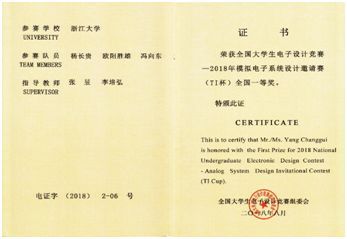 参赛学校 浙江大学
UNIVERSITY
参赛队员 杨长贵 欧阳胜雄 冯向东
TEAM MEMBERS
指导教师 张昱 李培弘
SUPERVISOR
电证字 (2018) 2-06 号
证书
荣获全国大学生电子设计竞赛
—2018年模拟电子系统设计邀请赛
(TI杯) 全国一等奖。
特颁此证
CERTIFICATE
This is to certify that Mr./Ms. Yang Changgui
is honored with the First Prize for 2018 National
Undergraduate Electronic Design Contest
- Analog System Design Invitational Contest
(TI Cup).
全国大学生电子设计竞赛组委会
二〇一八年八月